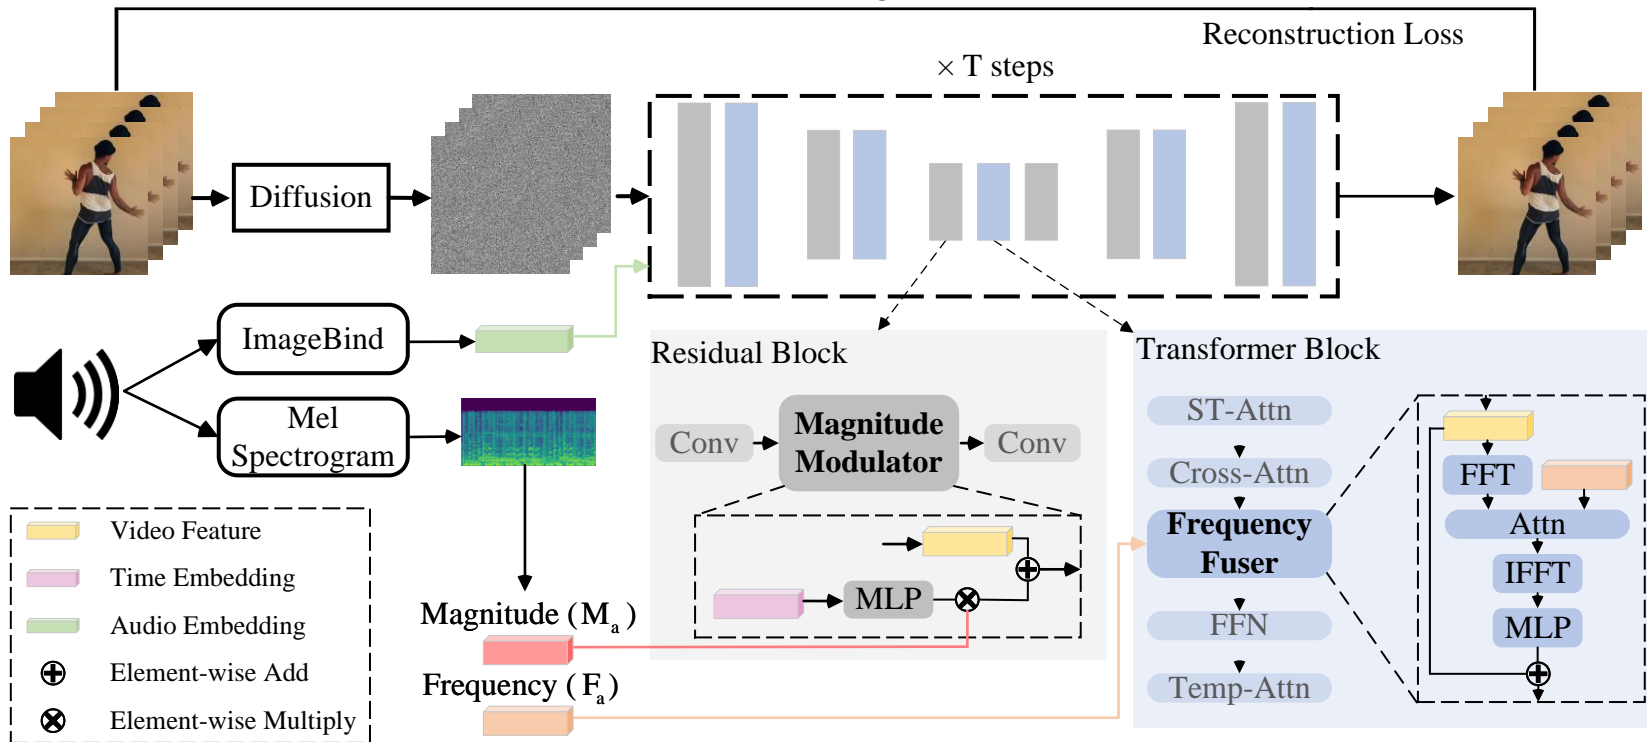 Reconstruction Loss
× T steps
Diffusion
ImageBind
Mel
Spectrogram
Residual Block
Conv
Magnitude
Modulator
Conv
MLP
Transformer Block
ST-Attn
Cross-Attn
Frequency
Fuser
FFN
Temp-Attn
FFT
Attn
IFFT
MLP
Magnitude (Mₐ)
Frequency (Fₐ)
Video Feature
Time Embedding
Audio Embedding
Element-wise Add
Element-wise Multiply